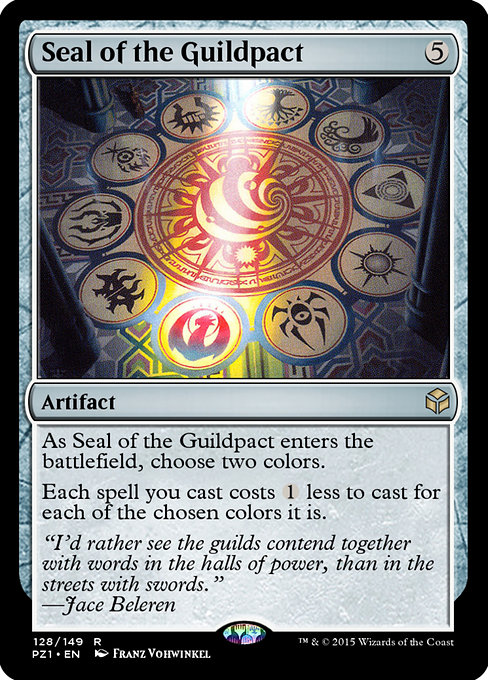 Seal of the Guildpact 5
Artifact
As Seal of the Guildpact enters the
battlefield, choose two colors.
Each spell you cast costs 1 less to cast for
each of the chosen colors it is.
“I’d rather see the guilds contend together
with words in the halls of power, than in the
streets with swords.”
—Jace Beleren
128/149 R
PZ1 • EN Franz Vohwinkel
™ & © 2015 Wizards of the Coast